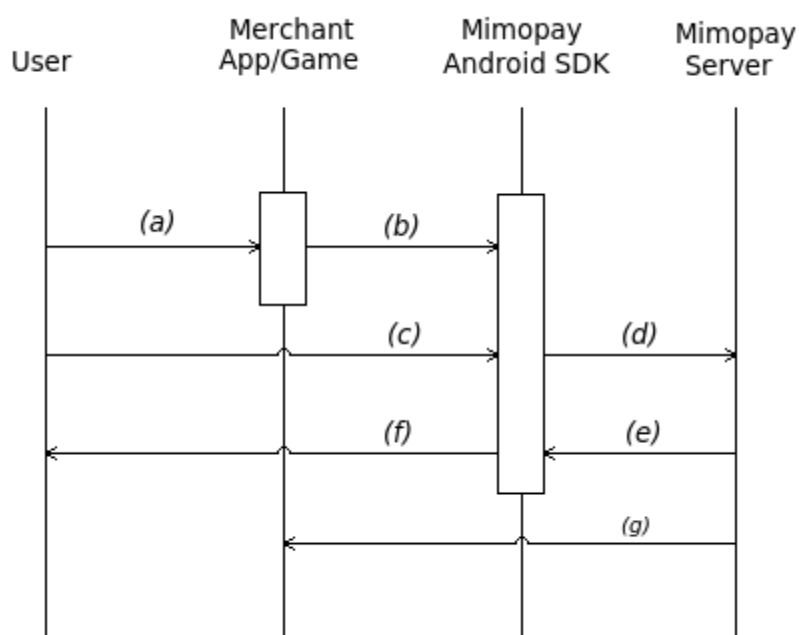 User
Merchant
App/Game
Mimopay
Android SDK
Mimopay
Server
(a)
(b)
(c)
(d)
(f)
(e)
(g)